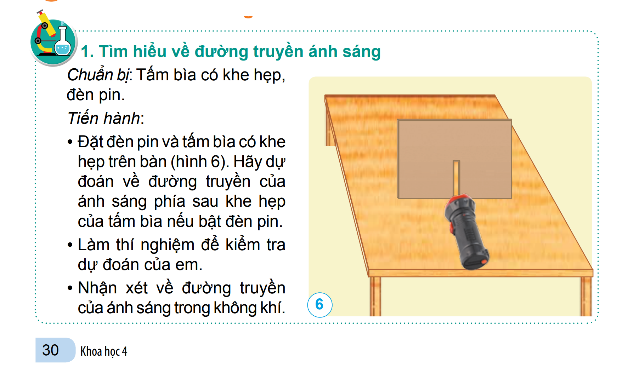 1. Tìm hiểu về đường truyền ánh sáng
Chuẩn bị: Tấm bìa có khe hẹp,
đèn pin.
Tiến hành:
• Đặt đèn pin và tấm bìa có khe
hẹp trên bàn (hình 6). Hãy dự
đoán về đường truyền của
ánh sáng phía sau khe hẹp
của tấm bìa nếu bật đèn pin.
• Làm thí nghiệm để kiểm tra
dự đoán của em.
• Nhận xét về đường truyền
của ánh sáng trong không khí.
6
30 Khoa học 4